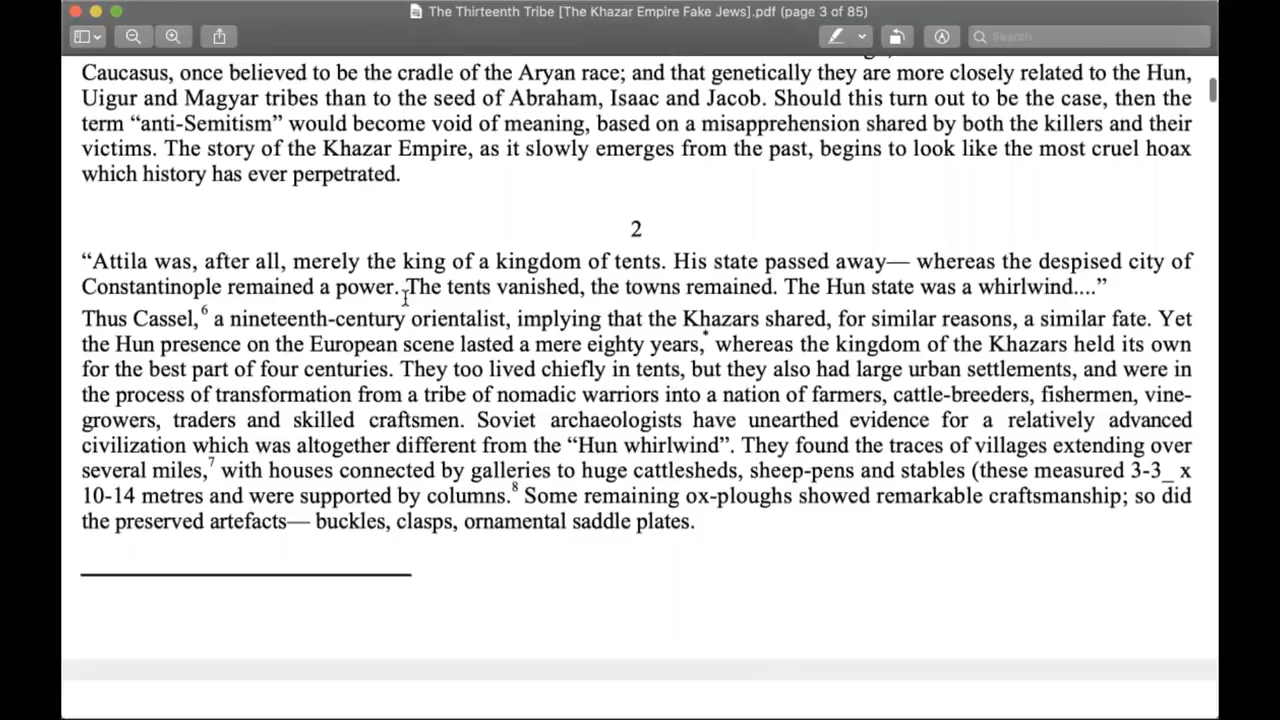 The Thirteenth Tribe [The Khazar Empire Fake Jews].pdf (page 3 of 85)
Search
Caucasus, once believed to be the cradle of the Aryan race; and that genetically they are more closely related to the Hun,
Uigur and Magyar tribes than to the seed of Abraham, Isaac and Jacob. Should this turn out to be the case, then the
term “anti-Semitism” would become void of meaning, based on a misapprehension shared by both the killers and their
victims. The story of the Khazar Empire, as it slowly emerges from the past, begins to look like the most cruel hoax
which history has ever perpetrated.
2
“Attila was, after all, merely the king of a kingdom of tents. His state passed away— whereas the despised city of
Constantinople remained a power. The tents vanished, the towns remained. The Hun state was a whirlwind....”
Thus Cassel,6 a nineteenth-century orientalist, implying that the Khazars shared, for similar reasons, a similar fate. Yet
the Hun presence on the European scene lasted a mere eighty years,* whereas the kingdom of the Khazars held its own
for the best part of four centuries. They too lived chiefly in tents, but they also had large urban settlements, and were in
the process of transformation from a tribe of nomadic warriors into a nation of farmers, cattle-breeders, fishermen, vine-
growers, traders and skilled craftsmen. Soviet archaeologists have unearthed evidence for a relatively advanced
civilization which was altogether different from the “Hun whirlwind”. They found the traces of villages extending over
several miles,7 with houses connected by galleries to huge cattlesheds, sheep-pens and stables (these measured 3-3_ x
10-14 metres and were supported by columns.8 Some remaining ox-ploughs showed remarkable craftsmanship; so did
the preserved artefacts— buckles, clasps, ornamental saddle plates.